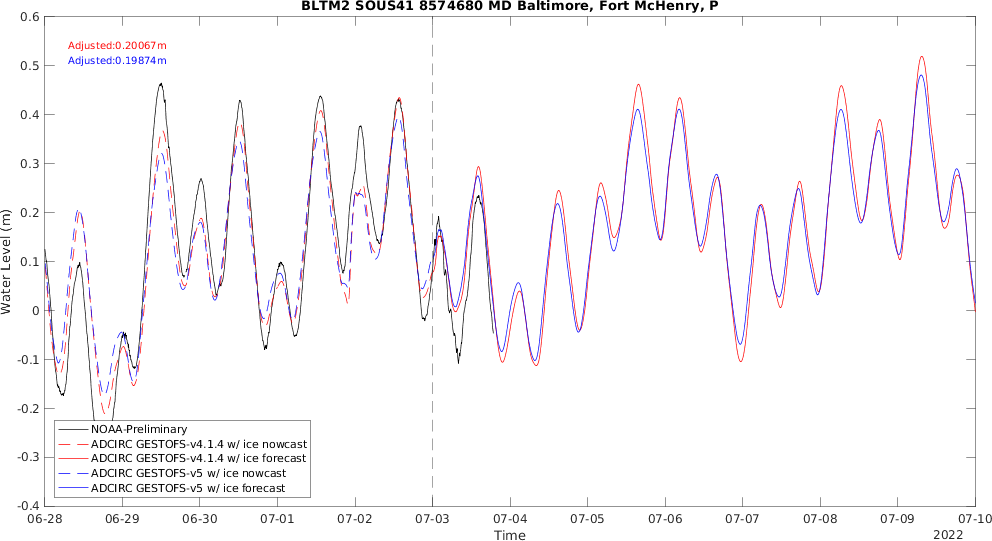 BLTM2 SOUS41 8574680 MD Baltimore, Fort McHenry, P
Adjusted:0.20067m
Adjusted:0.19874m
0.6
0.5
0.4
0.3
0.2
0.1
0
-0.1
-0.2
-0.3
-0.4
Water Level (m)
NOAA-Preliminary
ADCIRC GESTOFS-v4.1.4 w/ ice nowcast
ADCIRC GESTOFS-v4.1.4 w/ ice forecast
ADCIRC GESTOFS-v5 w/ ice nowcast
ADCIRC GESTOFS-v5 w/ ice forecast
06-28 06-29 06-30 07-01 07-02 07-03 07-04 07-05 07-06 07-07 07-08 07-09 07-10
Time
2022